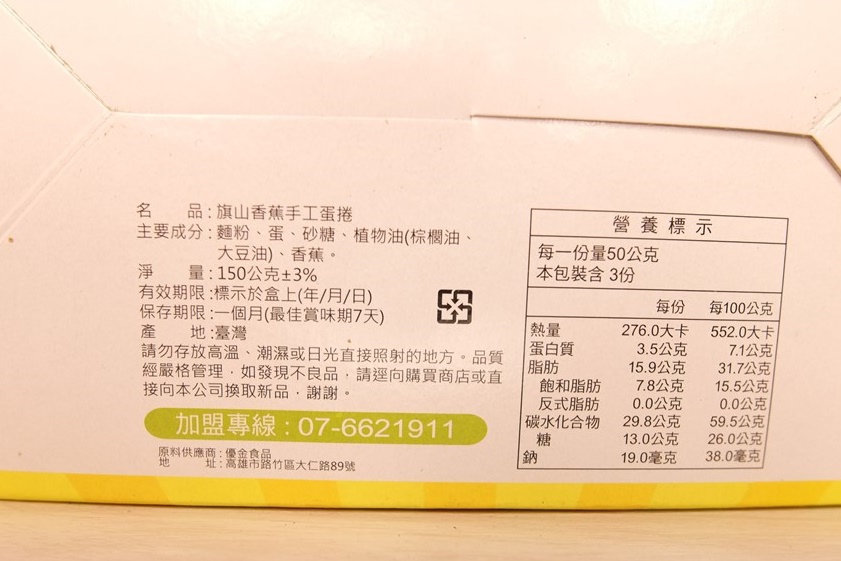 名 品:旗山香蕉手工蛋捲
主要成分:麵粉、蛋、砂糖、植物油(棕櫚油、
大豆油)、香蕉。
淨 量:150公克±3%
有效期限:標示於盒上(年/月/日)
保存期限:一個月(最佳賞味期7天)
產 地:臺灣
請勿存放高溫、潮濕或日光直接照射的地方。品質
經嚴格管理,如發現不良品,請逕向購買商店或直
接向本公司換取新品,謝謝。
加盟專線:07-6621911
原料供應商:優金食品
地 址:高雄市路竹區大仁路89號
營養標示
每一份量50公克
本包裝含 3份
每份 每100公克
熱量 276.0大卡 552.0大卡
蛋白質 3.5公克 7.1公克
脂肪 15.9公克 31.7公克
飽和脂肪 7.8公克 15.5公克
反式脂肪 0.0公克 0.0公克
碳水化合物 29.8公克 59.5公克
糖 13.0公克 26.0公克
鈉 19.0毫克 38.0毫克